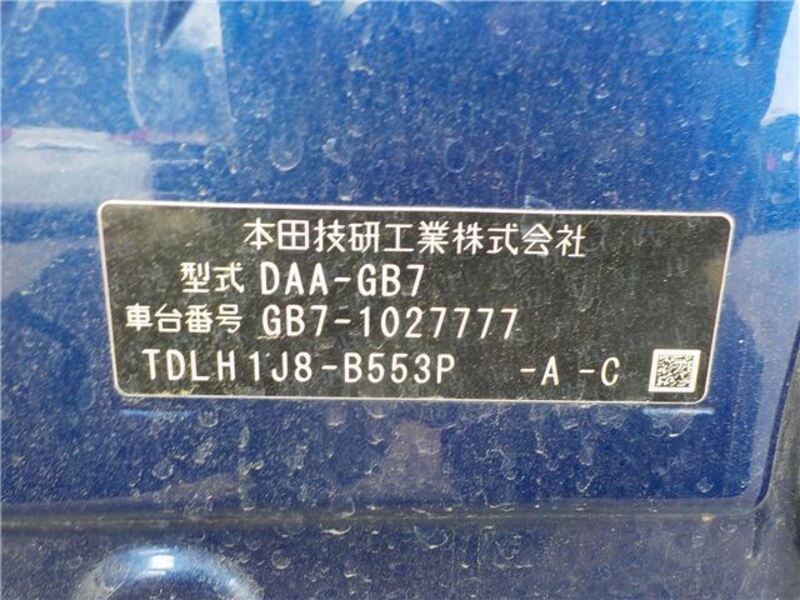 本田技研工業株式会社
型式 DAA-GB7
車台番号 GB7-1027777
TDLH1J8-B553P -A -C